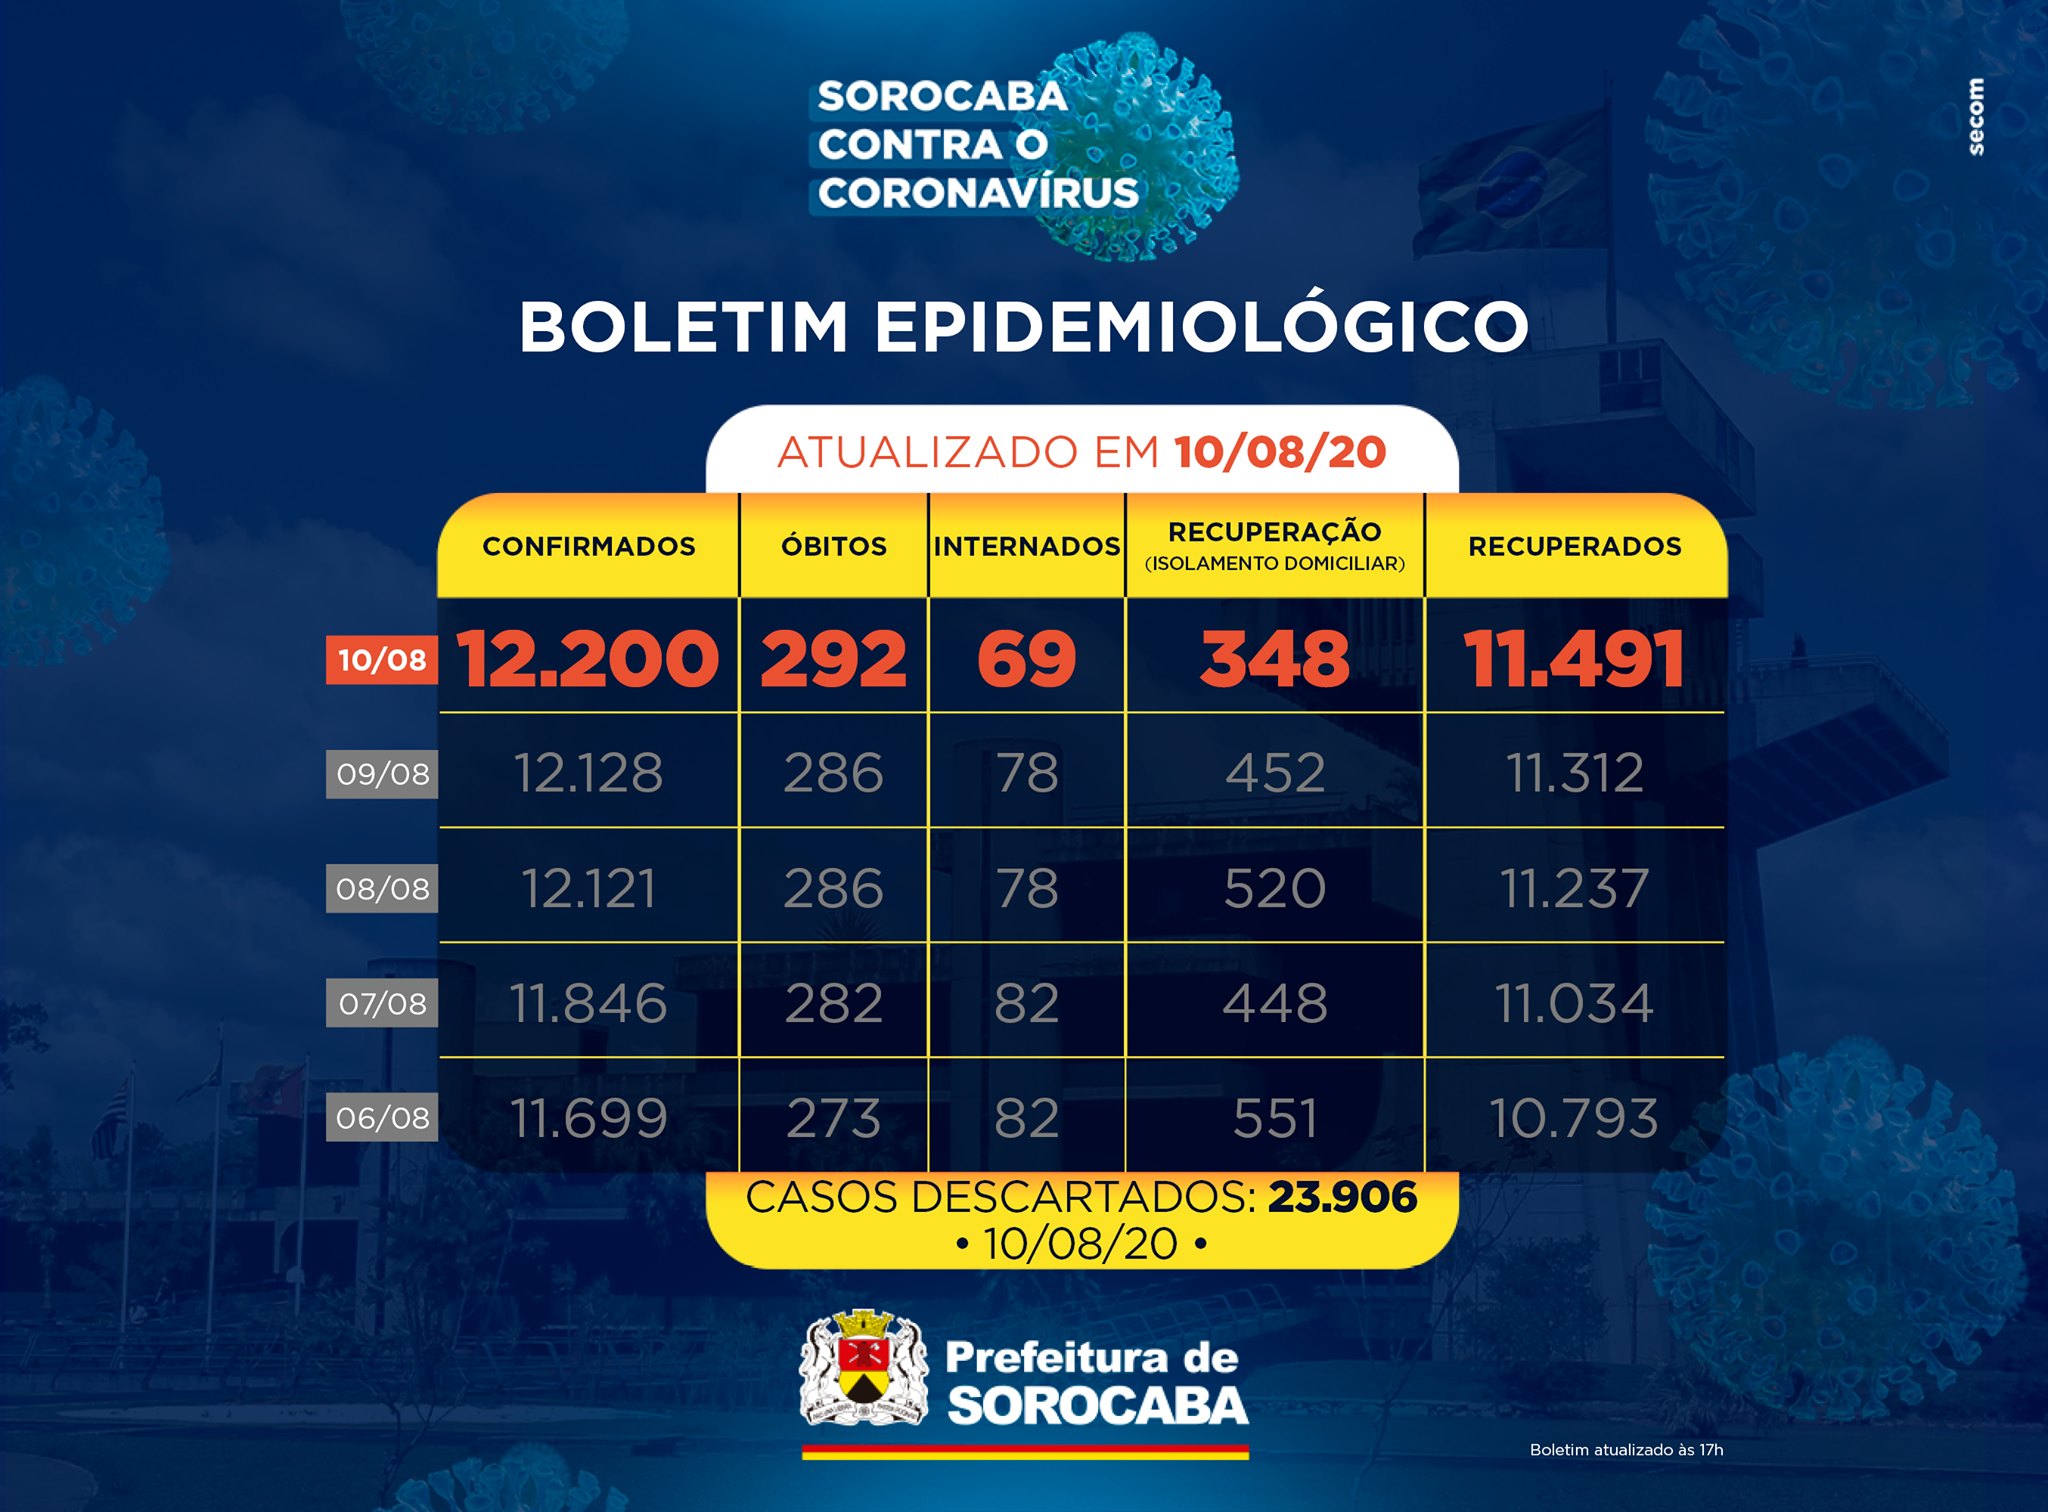 SOROCABA
CONTRA O
CORONAVÍRUS
secom
BOLETIM EPIDEMIOLÓGICO
ATUALIZADO EM 10/08/20
CONFIRMADOS ÓBITOS INTERNADOS RECUPERAÇÃO (ISOLAMENTO DOMICILIAR) RECUPERADOS
10/08 12.200 292 69 348 11.491
09/08 12.128 286 78 452 11.312
08/08 12.121 286 78 520 11.237
07/08 11.846 282 82 448 11.034
06/08 11.699 273 82 551 10.793
CASOS DESCARTADOS: 23.906
• 10/08/20 •
Prefeitura de
SOROCABA
Boletim atualizado às 17h